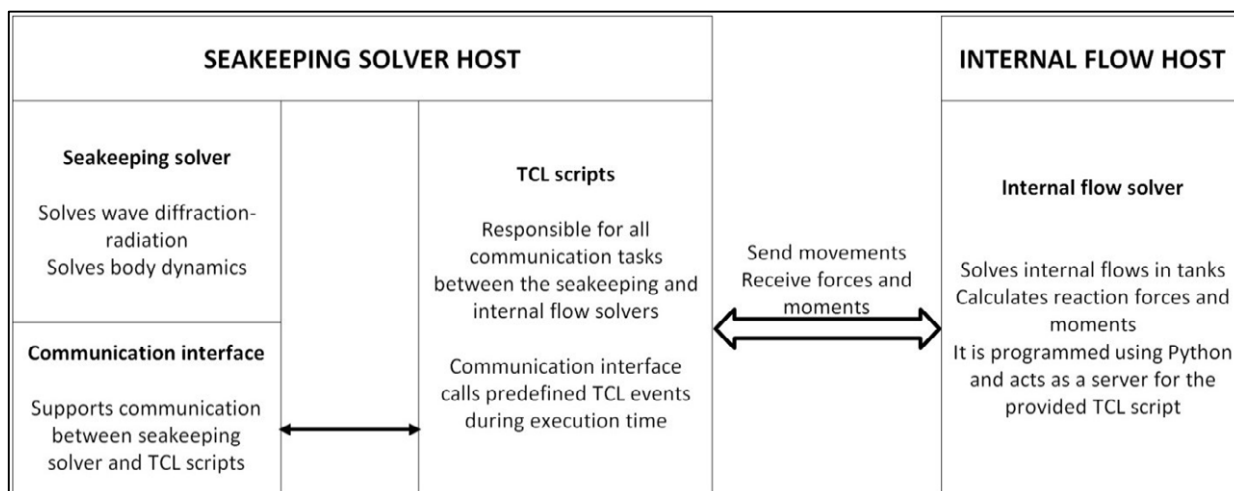 SEAKEEPING SOLVER HOST
INTERNAL FLOW HOST
Seakeeping solver
Solves wave diffraction-
radiation
Solves body dynamics
Communication interface
Supports communication
between seakeeping
solver and TCL scripts
TCL scripts
Responsible for all
communication tasks
between the seakeeping and
internal flow solvers
Communication interface
calls predefined TCL events
during execution time
Send movements
Receive forces and
moments
Internal flow solver
Solves internal flows in tanks
Calculates reaction forces and
moments
It is programmed using Python
and acts as a server for the
provided TCL script